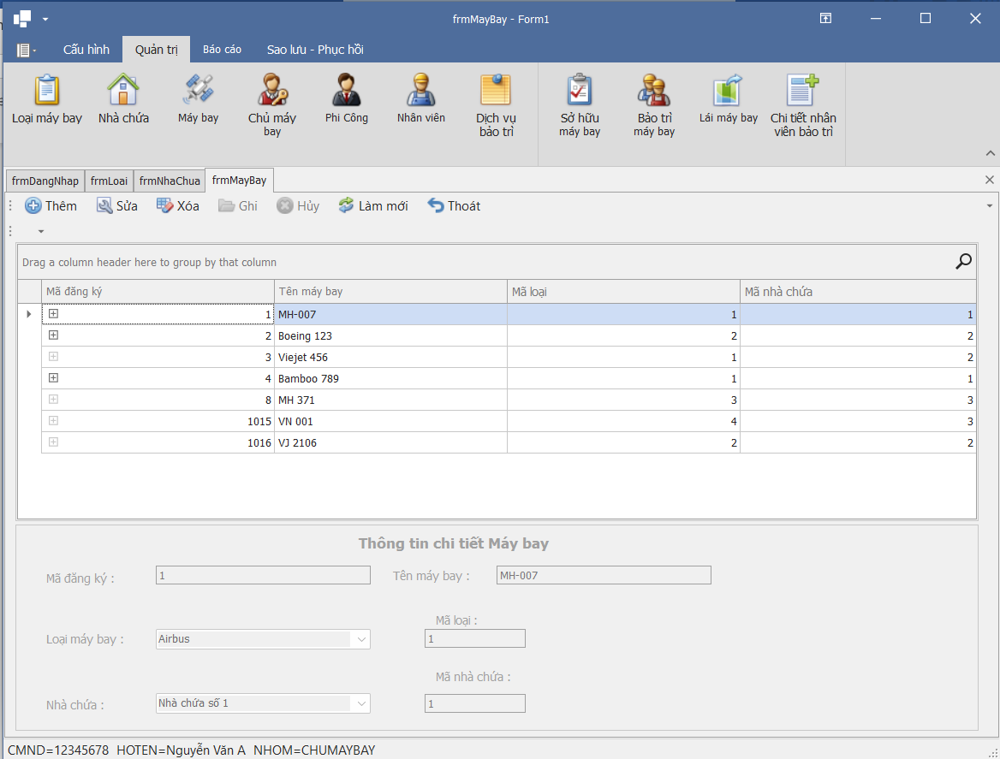 frmMayBay - Form1
Cấu hình Quản trị Báo cáo Sao lưu - Phục hồi
Loại máy bay Nhà chứa Máy bay Chủ máy bay Phi Công Nhân viên Dịch vụ bảo trì Sở hữu máy bay Bảo trì máy bay Lái máy bay Chi tiết nhân viên bảo trì
frmDangNhap frmLoai frmNhaChua frmMayBay
Thêm Sửa Xóa Ghi Hủy Làm mới Thoát
Drag a column header here to group by that column
Mã đăng ký Tên máy bay Mã loại Mã nhà chứa
1 MH-007 1 1
2 Boeing 123 2 2
3 Viejet 456 1 2
4 Bamboo 789 1 1
8 MH 371 3 3
1015 VN 001 4 3
1016 VJ 2106 2 2
Thông tin chi tiết Máy bay
Mã đăng ký : 1 Tên máy bay : MH-007
Mã loại :
Loại máy bay : Airbus 1
Mã nhà chứa :
Nhà chứa : Nhà chứa số 1 1
CMND=12345678 HOTEN=Nguyễn Văn A NHOM=CHUMAYBAY